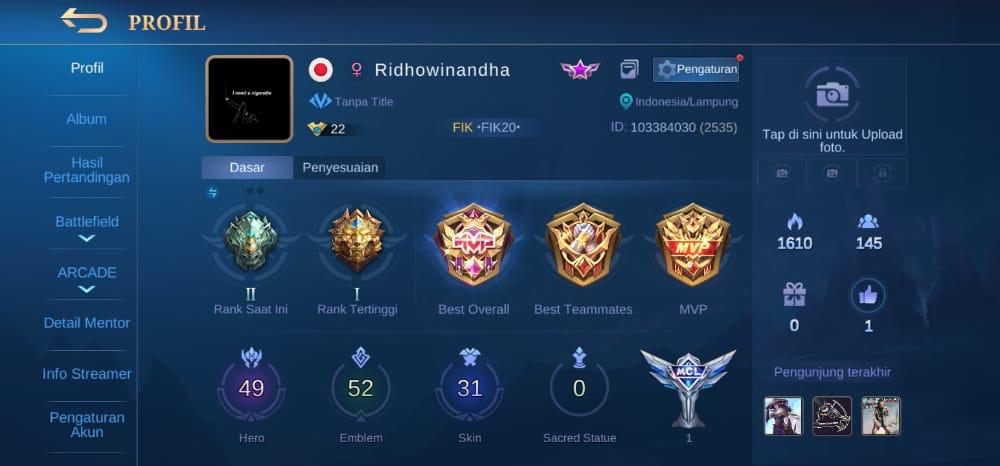 PROFIL
Profil
Album
Hasil
Pertandingan
Battlefield
ARCADE
Detail Mentor
Info Streamer
Pengaturan
Akun
I need a cigarette
Ridhowinandha
Pengaturan
Tanpa Title
Indonesia/Lampung
22
FIK •FIK20•
ID: 103384030 (2535)
Dasar
Penyesuaian
II
Rank Saat Ini
I
Rank Tertinggi
MVP
Best Overall
Best Teammates
MVP
MVP
49
Hero
52
Emblem
31
Skin
0
Sacred Statue
MCL
1
Tap di sini untuk Upload
foto.
1610
145
0
1
Pengunjung terakhir